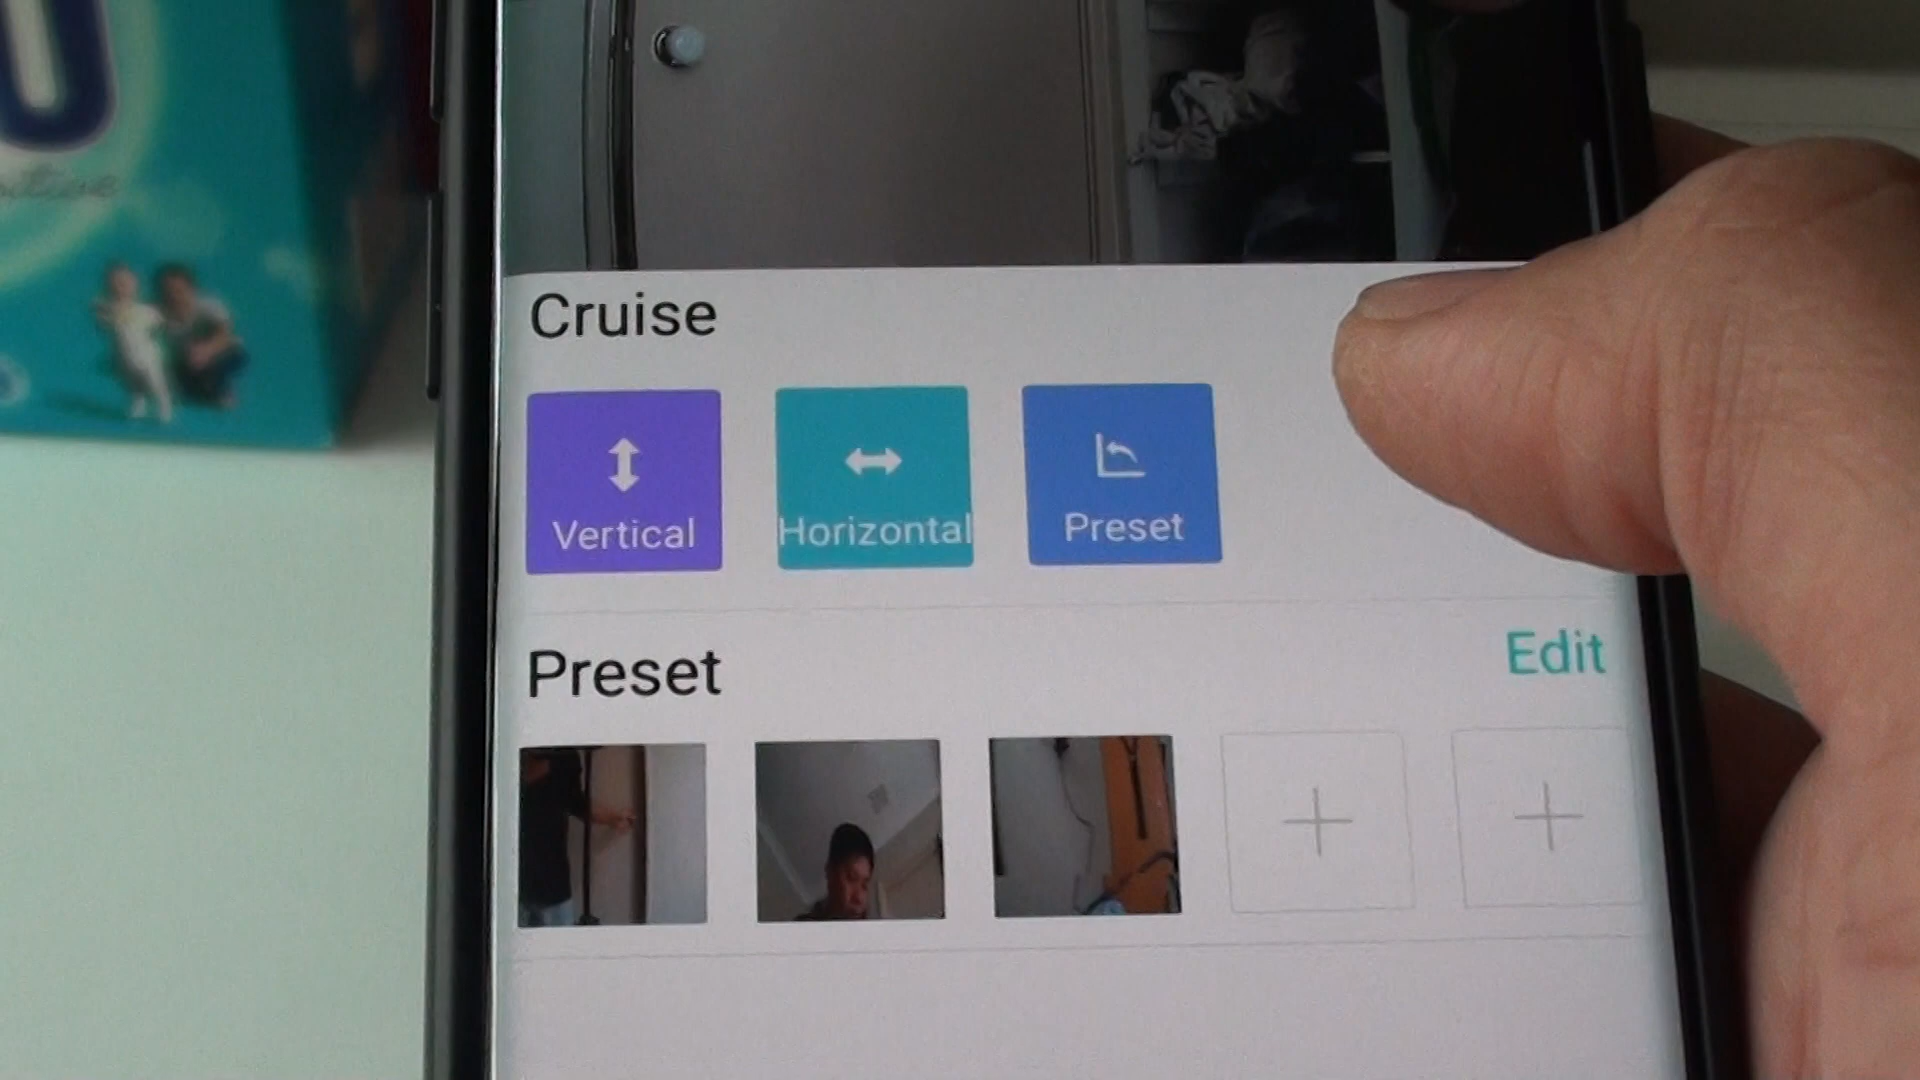 Cruise
Vertical
Horizontal
Preset
Preset
Edit